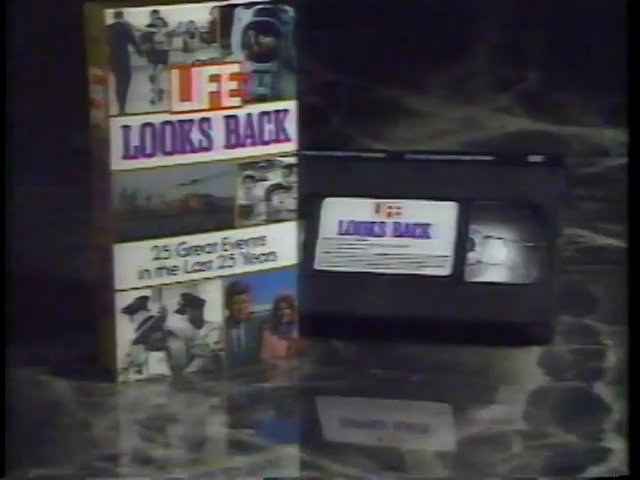 LIFE
LOOKS BACK
25 Great Events
in the Last 25 Years
LIFE
LOOKS BACK